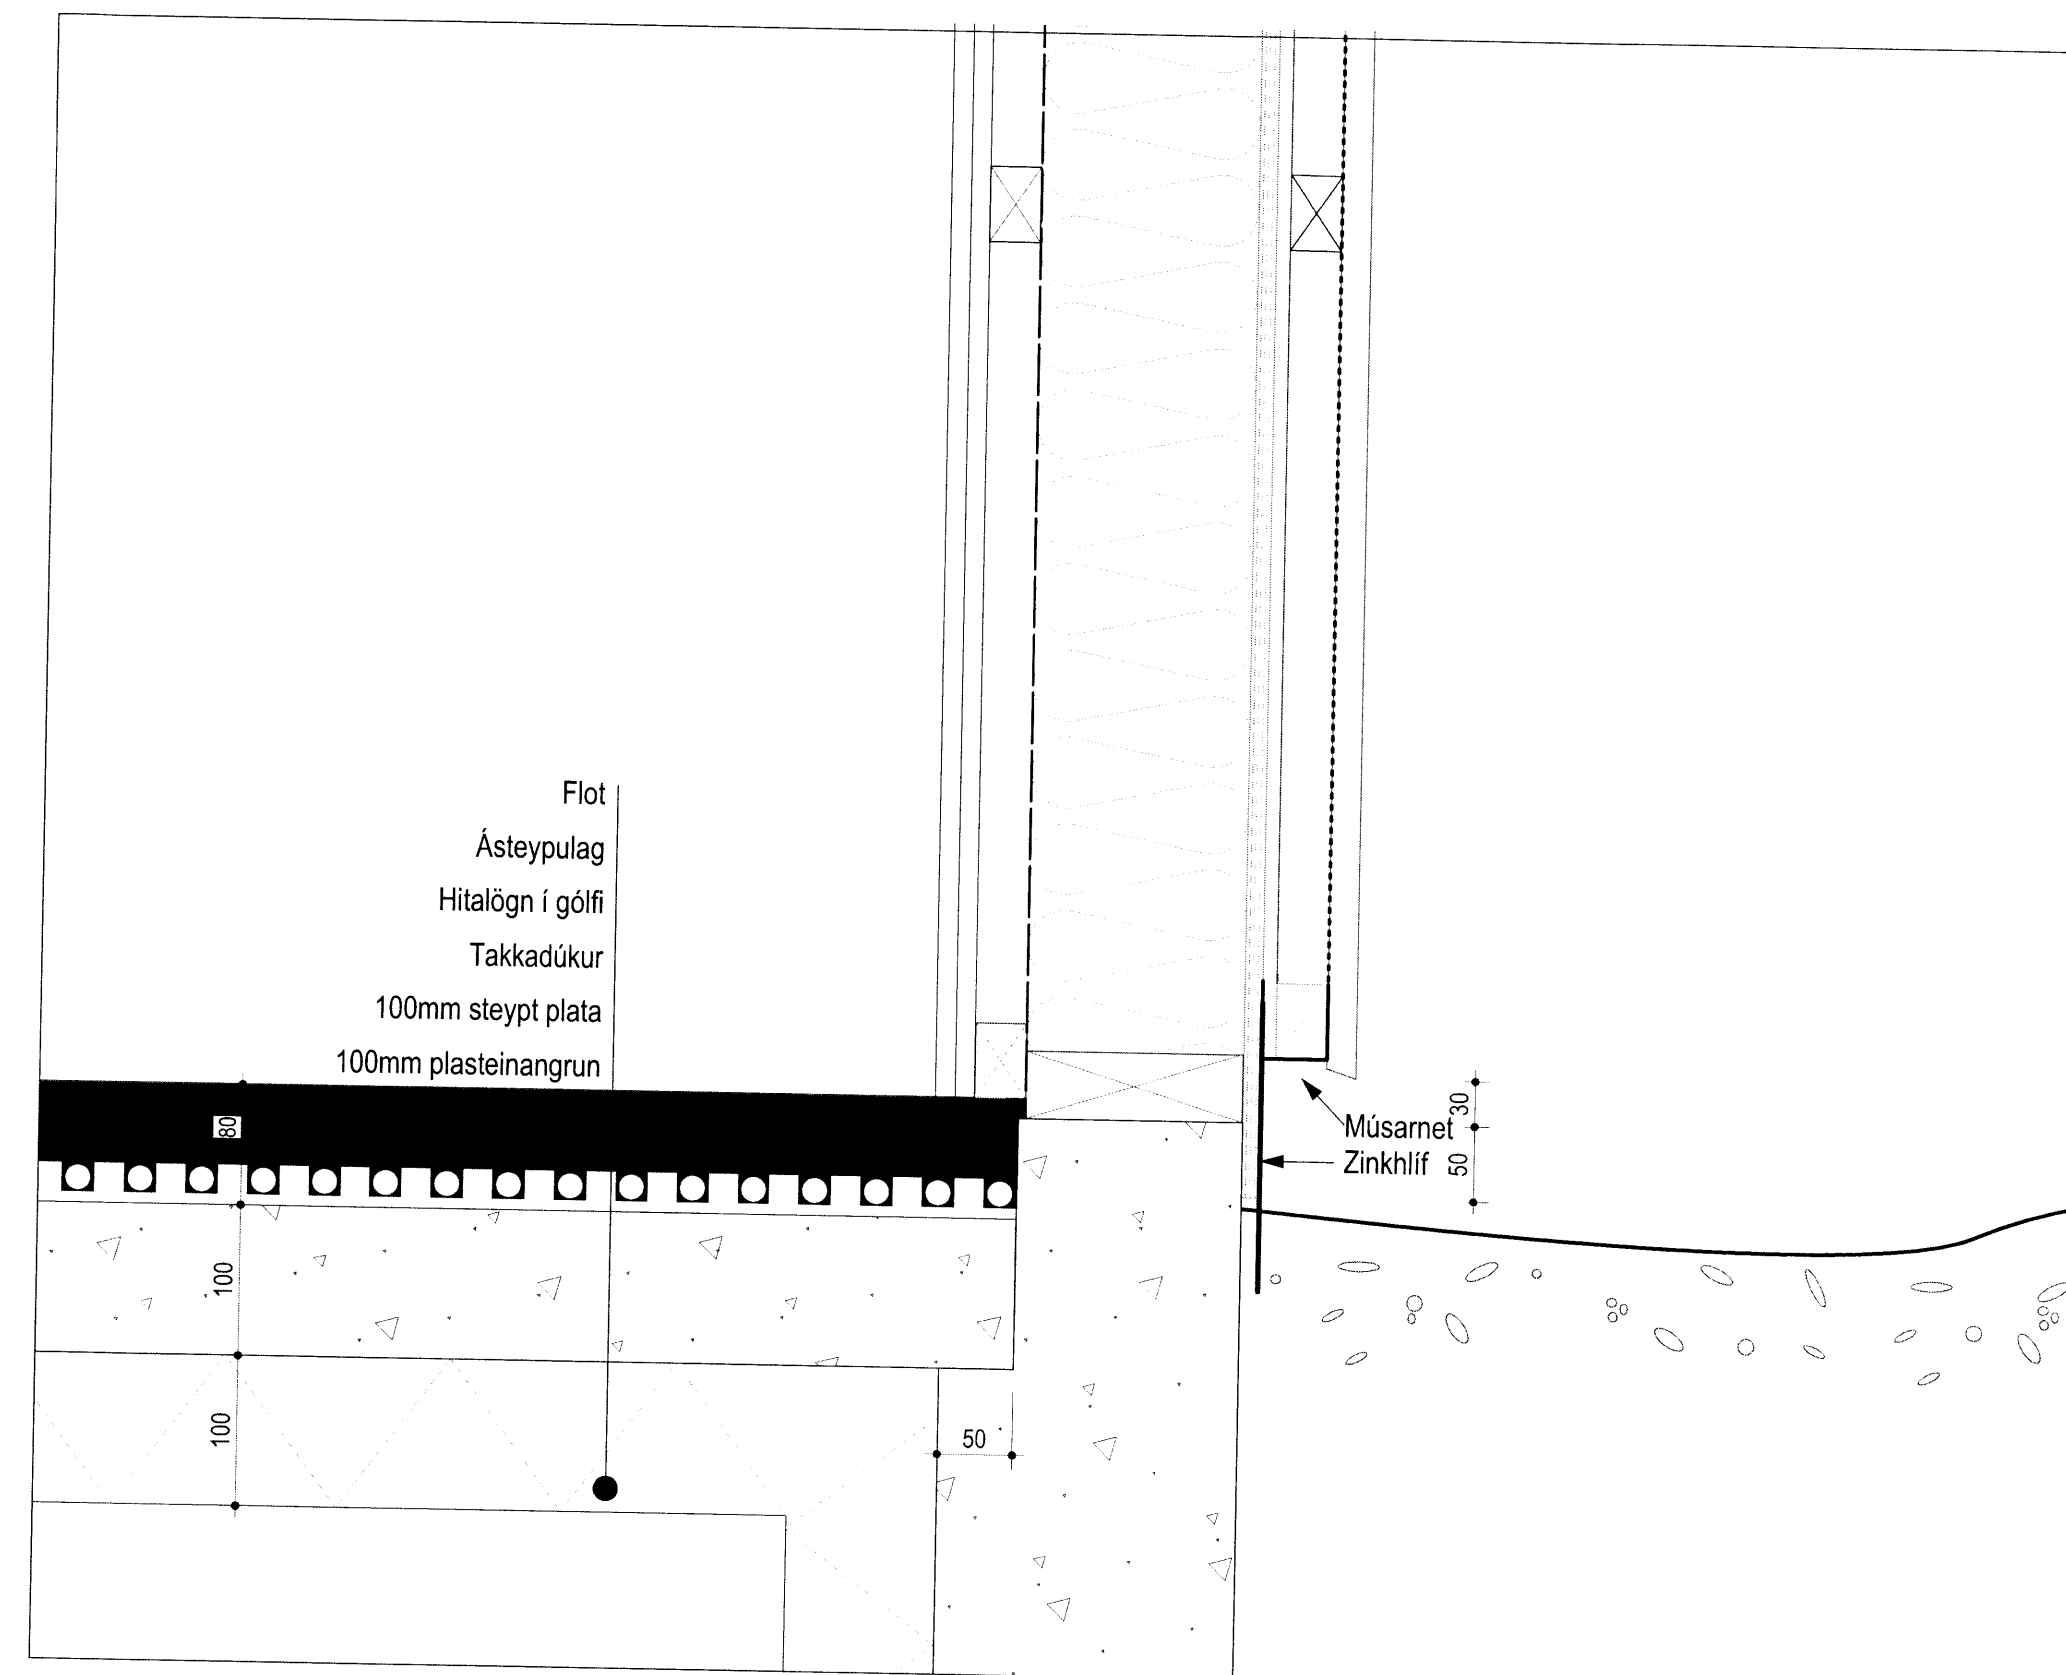 Flot
Ásteypulag
Hitalögn í gólfi
Takkadúkur
100mm steypt plata
100mm plasteinangrun
80
100
100
50
Músarnet
Zinkhlíf
30
50